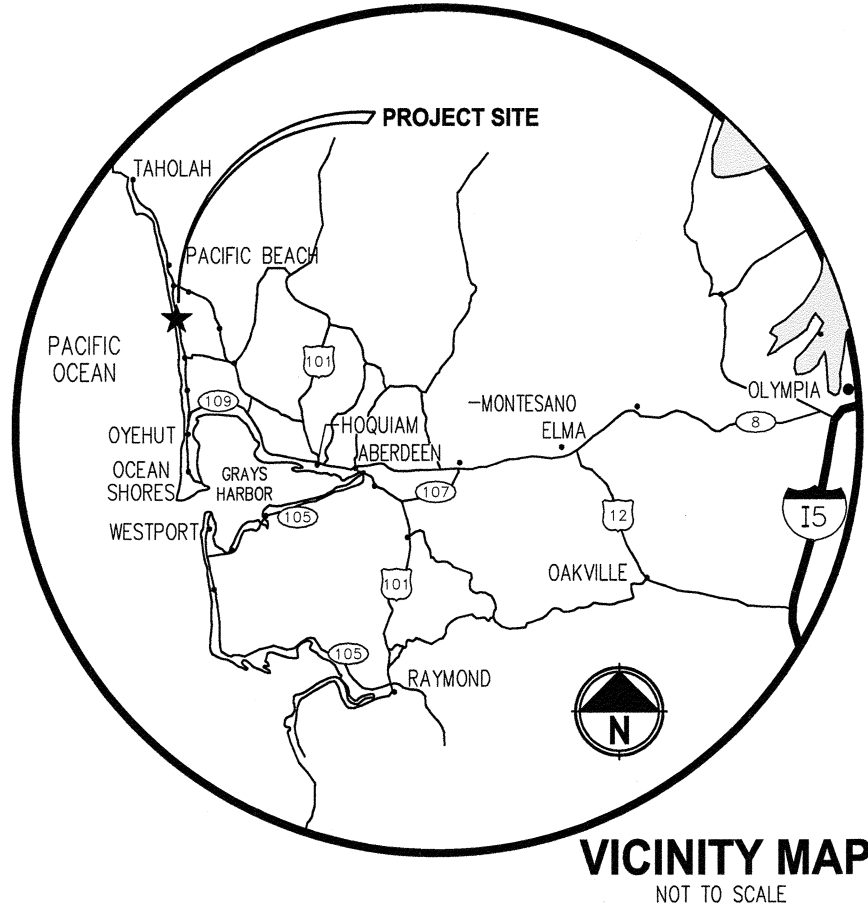 PROJECT SITE
TAHOLAH
PACIFIC BEACH
PACIFIC
OCEAN
101
OLYMPIA
109
-MONTESANO
8
OYEHUT
-HOQUIAM
ELMA
ABERDEEN
OCEAN
SHORES
GRAYS
HARBOR
107
105
12
I5
WESTPORT
OAKVILLE
101
105
RAYMOND
N
VICINITY MAP
NOT TO SCALE